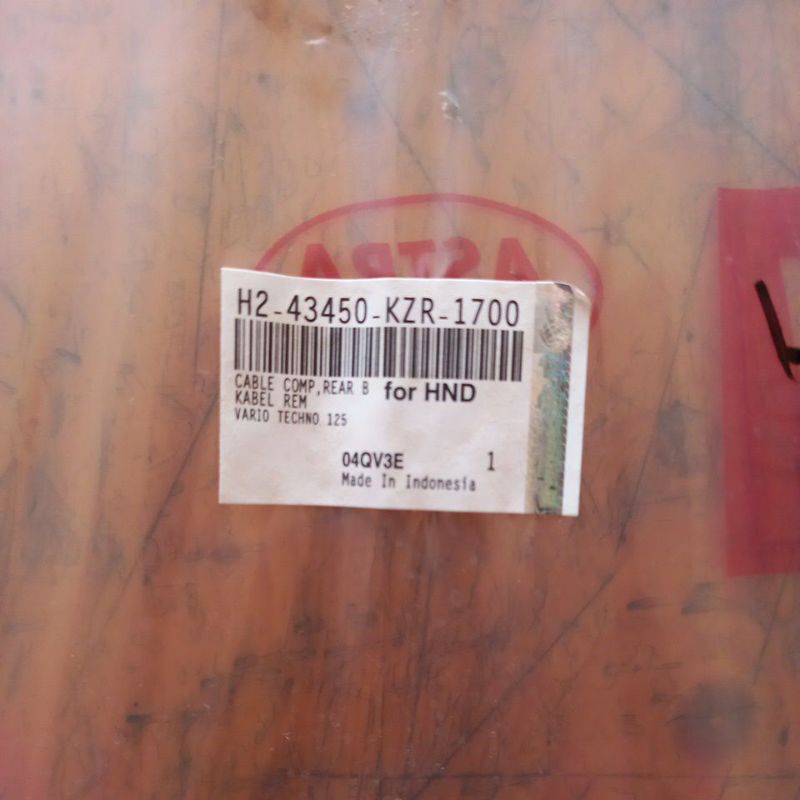 ASTRA
H2-43450-KZR-1700
CABLE COMP,REAR B for HND
KABEL REM
VARIO TECHNO 125
04QV3E 1
Made In Indonesia